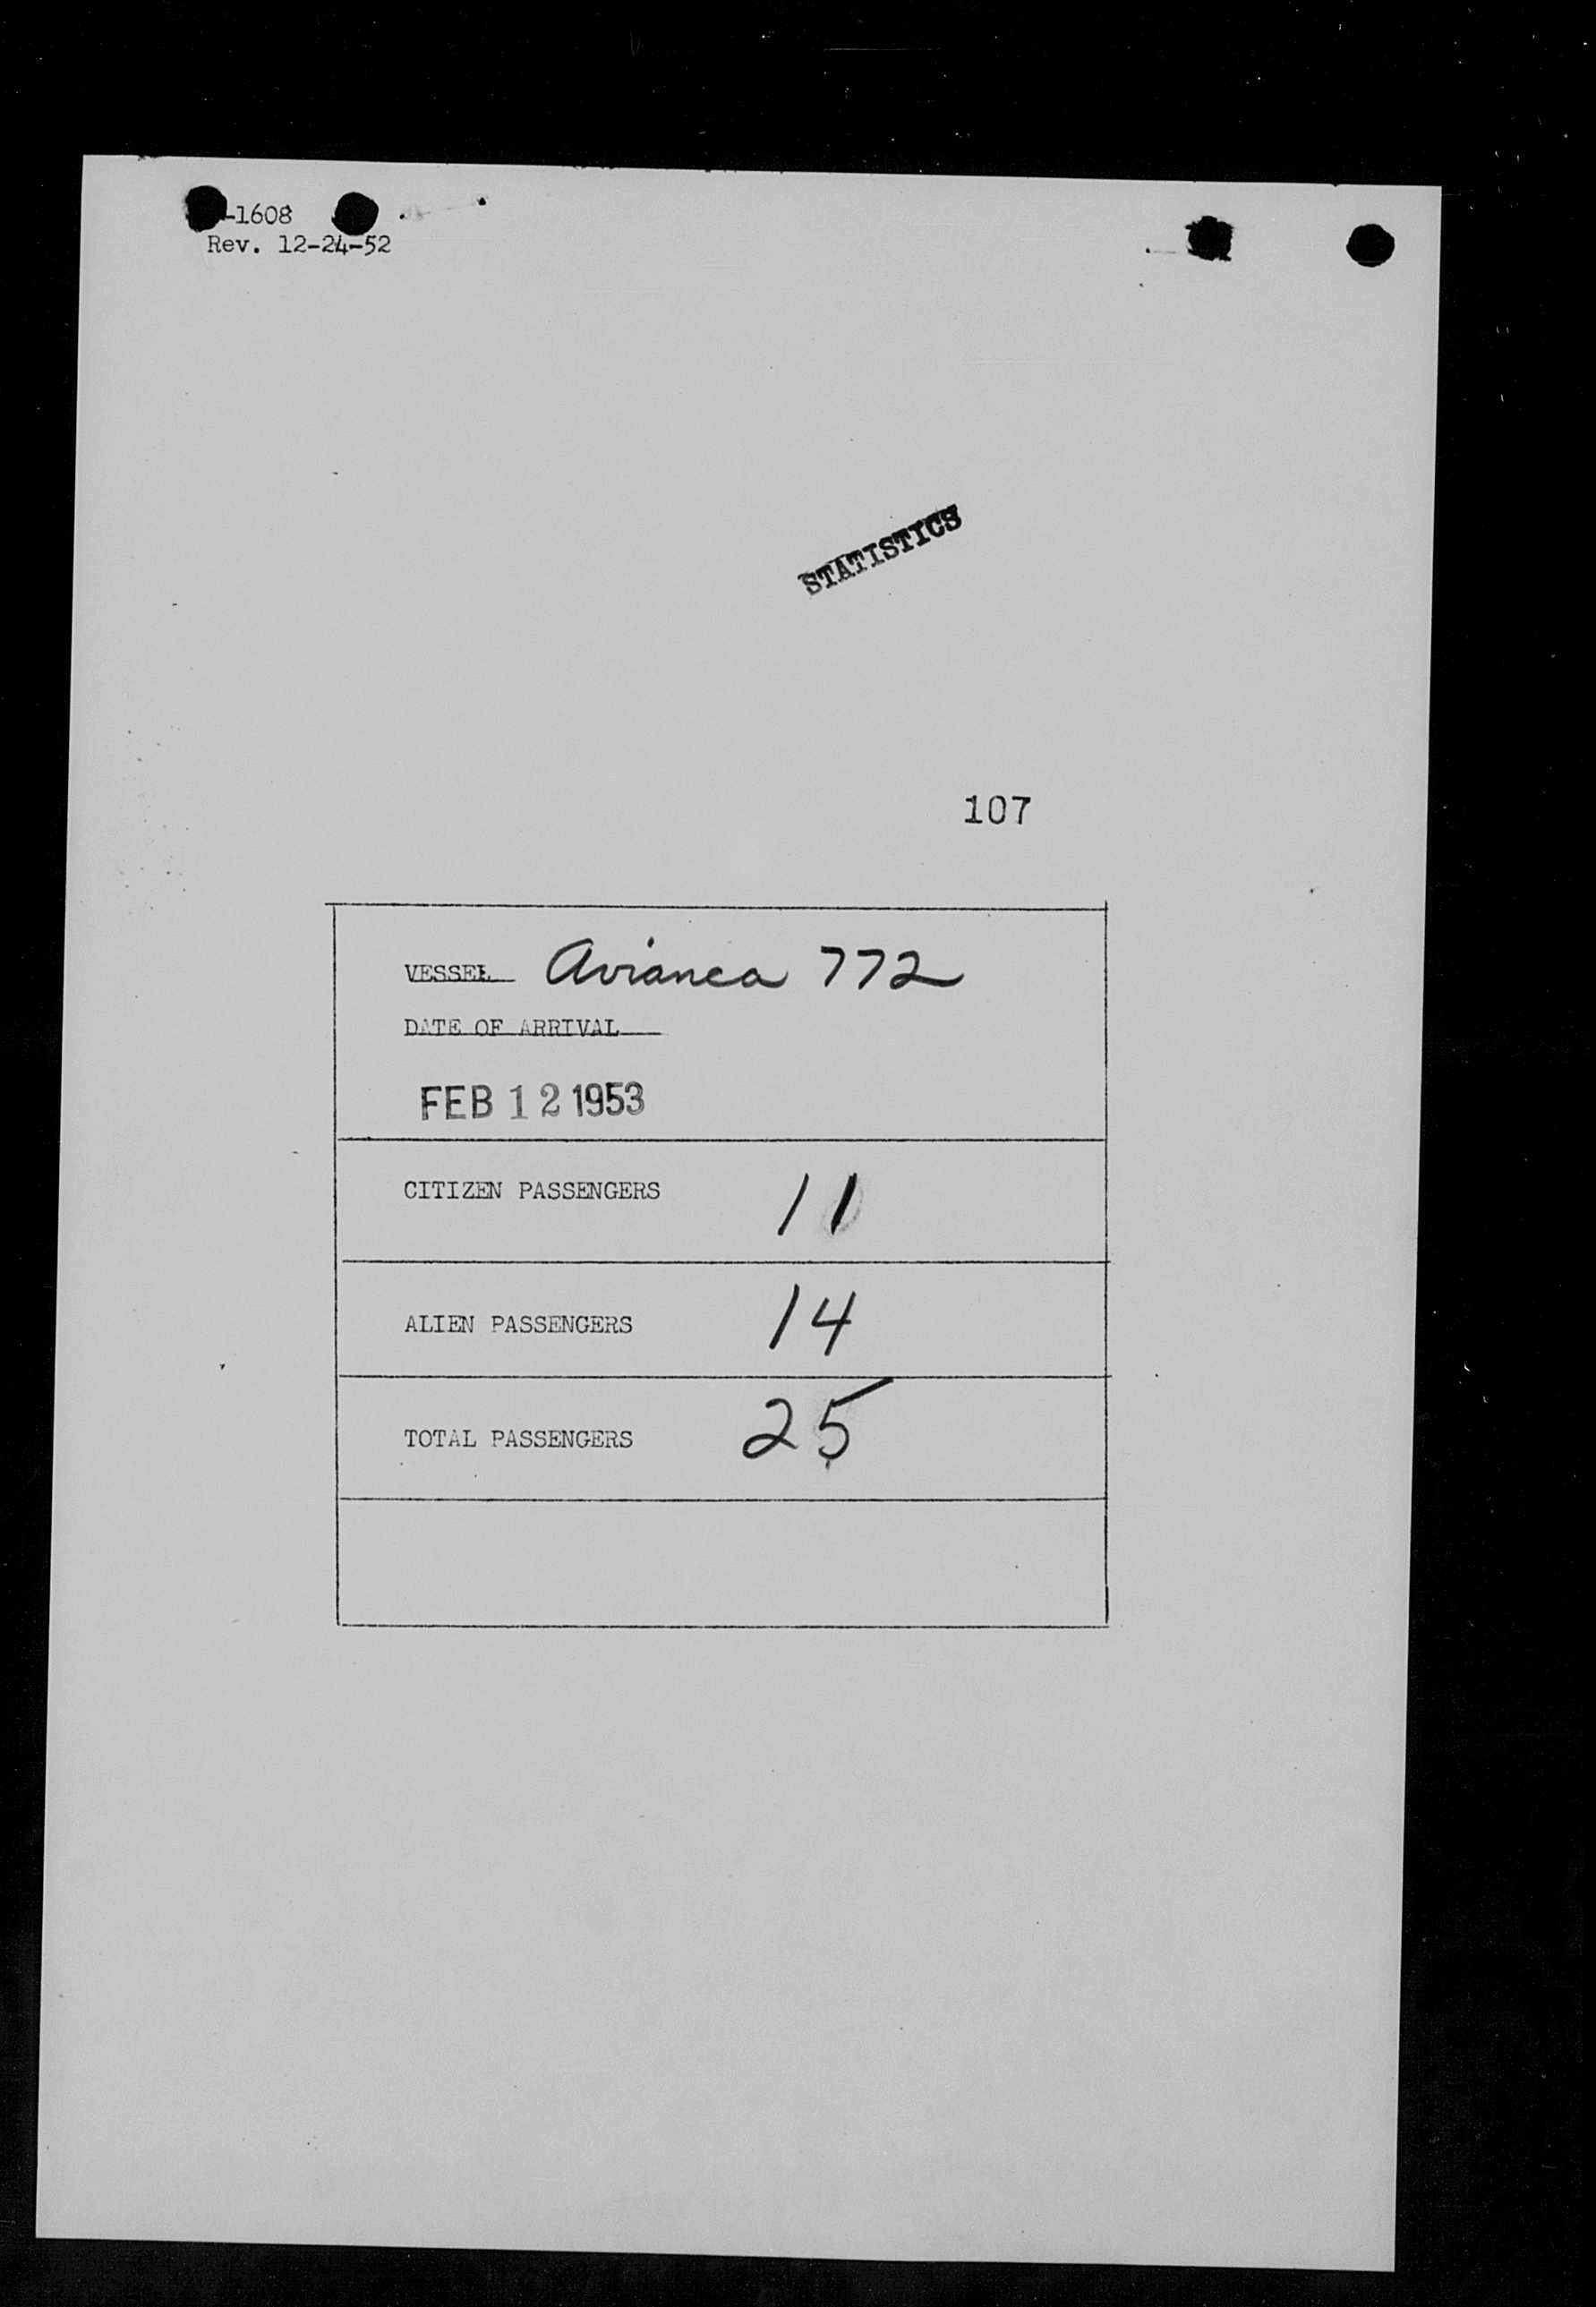 -1608
Rev. 12-24-52
STATISTICS
107
VESSEL Avianca 772
DATE OF ARRIVAL
FEB 12 1953
CITIZEN PASSENGERS 11
ALIEN PASSENGERS 14
TOTAL PASSENGERS 25